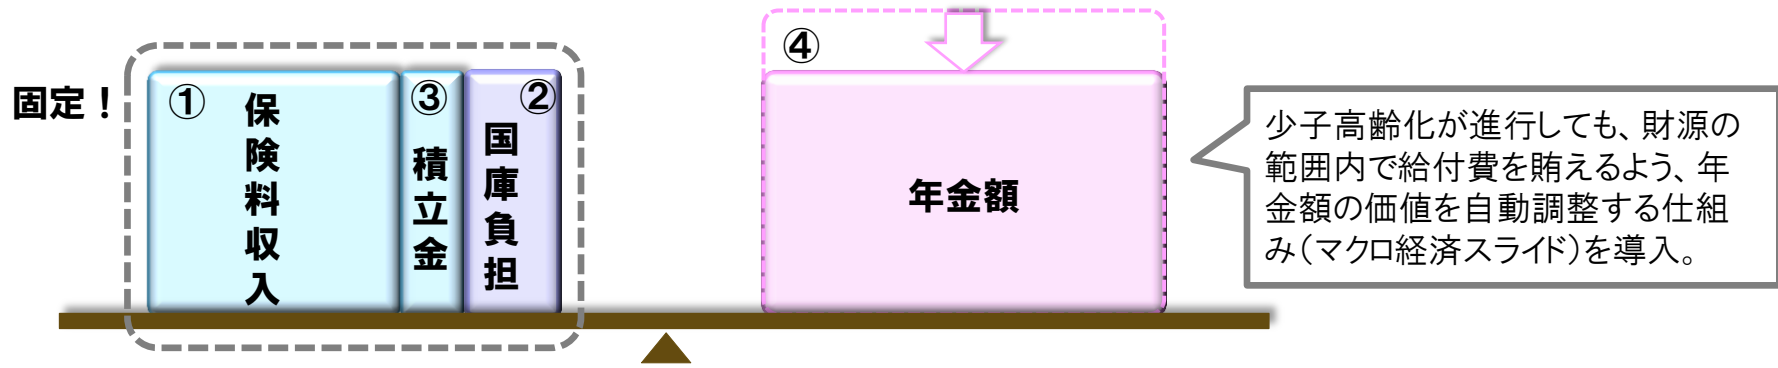 固定！
①
保険料収入
③
積立金
②
国庫負担
④
年金額
少子高齢化が進行しても、財源の
範囲内で給付費を賄えるよう、年
金額の価値を自動調整する仕組
み（マクロ経済スライド）を導入。